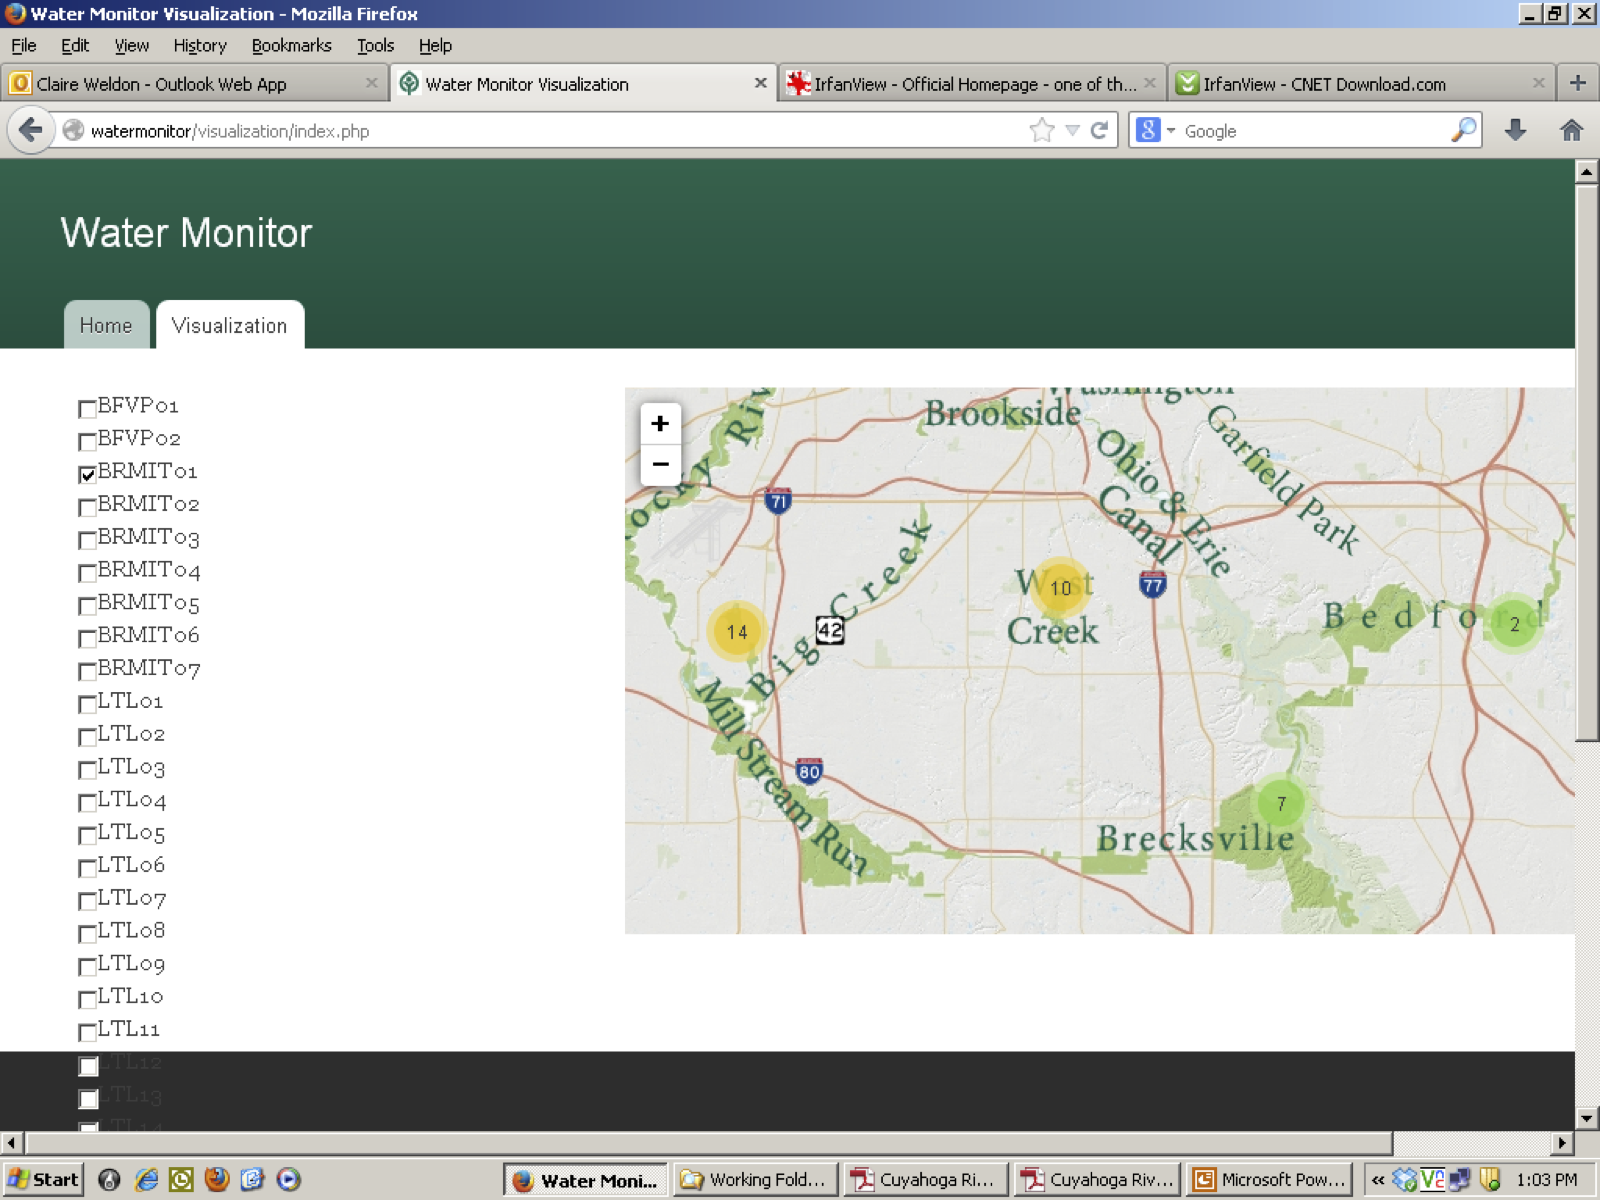 Water Monitor Visualization - Mozilla Firefox
File Edit View History Bookmarks Tools Help
Claire Weldon - Outlook Web App
Water Monitor Visualization
IrfanView - Official Homepage - one of th...
IrfanView - CNET Download.com
watermonitor/visualization/index.php
Google
Water Monitor
Home
Visualization
BFVP01
BFVP02
BRMIT01
BRMIT02
BRMIT03
BRMIT04
BRMIT05
BRMIT06
BRMIT07
LTL01
LTL02
LTL03
LTL04
LTL05
LTL06
LTL07
LTL08
LTL09
LTL10
LTL11
LTL12
LTL13
LTL14
+
−
Washington
Brookside
Garfield Park
Ohio & Erie
Canal
71
Big Creek
West
Creek
10
77
14
42
Bedford
2
Mill Stream Run
80
7
Brecksville
Start
Water Moni...
Working Fold...
Cuyahoga Ri...
Cuyahoga Riv...
Microsoft Pow...
1:03 PM